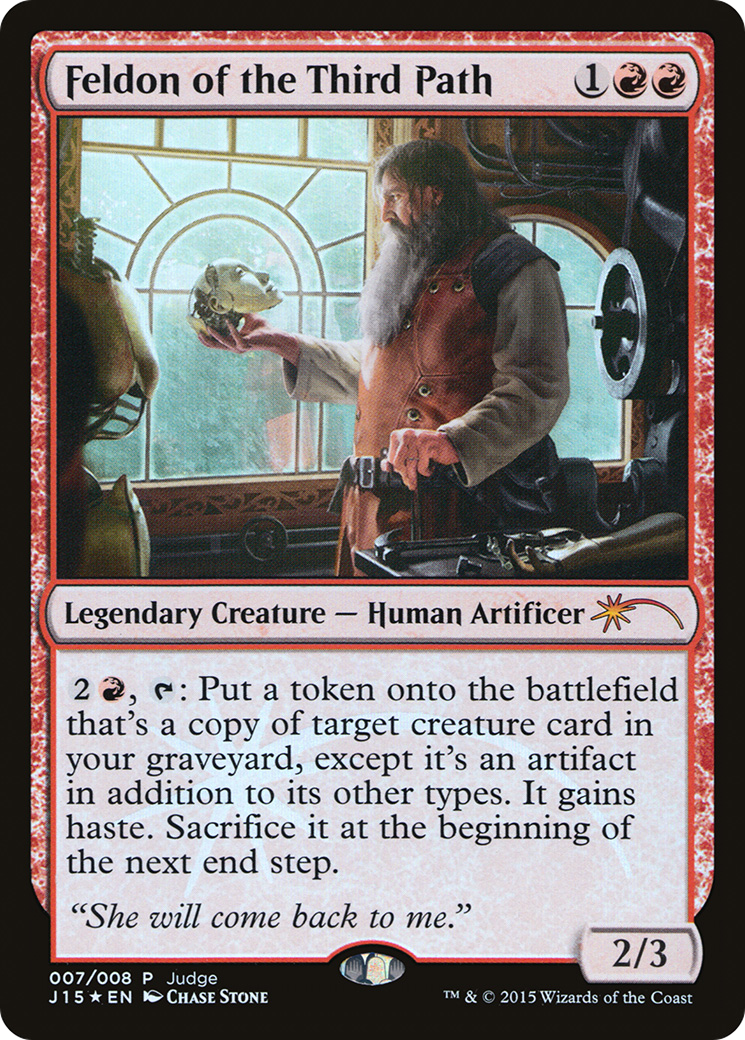 Feldon of the Third Path 1
Legendary Creature — Human Artificer
2 , : Put a token onto the battlefield
that's a copy of target creature card in
your graveyard, except it's an artifact
in addition to its other types. It gains
haste. Sacrifice it at the beginning of
the next end step.
“She will come back to me.”
2/3
007/008 P Judge
J15★EN Chase Stone
™ & © 2015 Wizards of the Coast